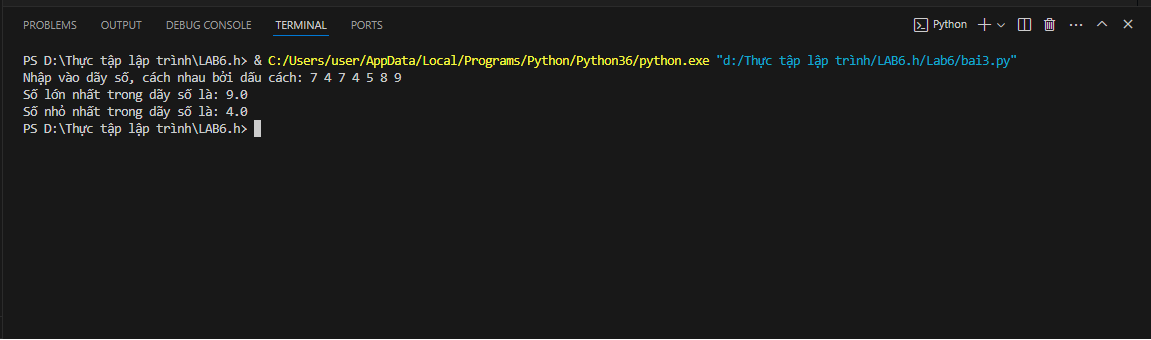 PROBLEMS OUTPUT DEBUG CONSOLE TERMINAL PORTS Python
PS D:\Thực tập lập trình\LAB6.h> & C:/Users/user/AppData/Local/Programs/Python/Python36/python.exe "d:/Thực tập lập trình/LAB6.h/Lab6/bai3.py"
Nhập vào dãy số, cách nhau bởi dấu cách: 7 4 7 4 5 8 9
Số lớn nhất trong dãy số là: 9.0
Số nhỏ nhất trong dãy số là: 4.0
PS D:\Thực tập lập trình\LAB6.h>